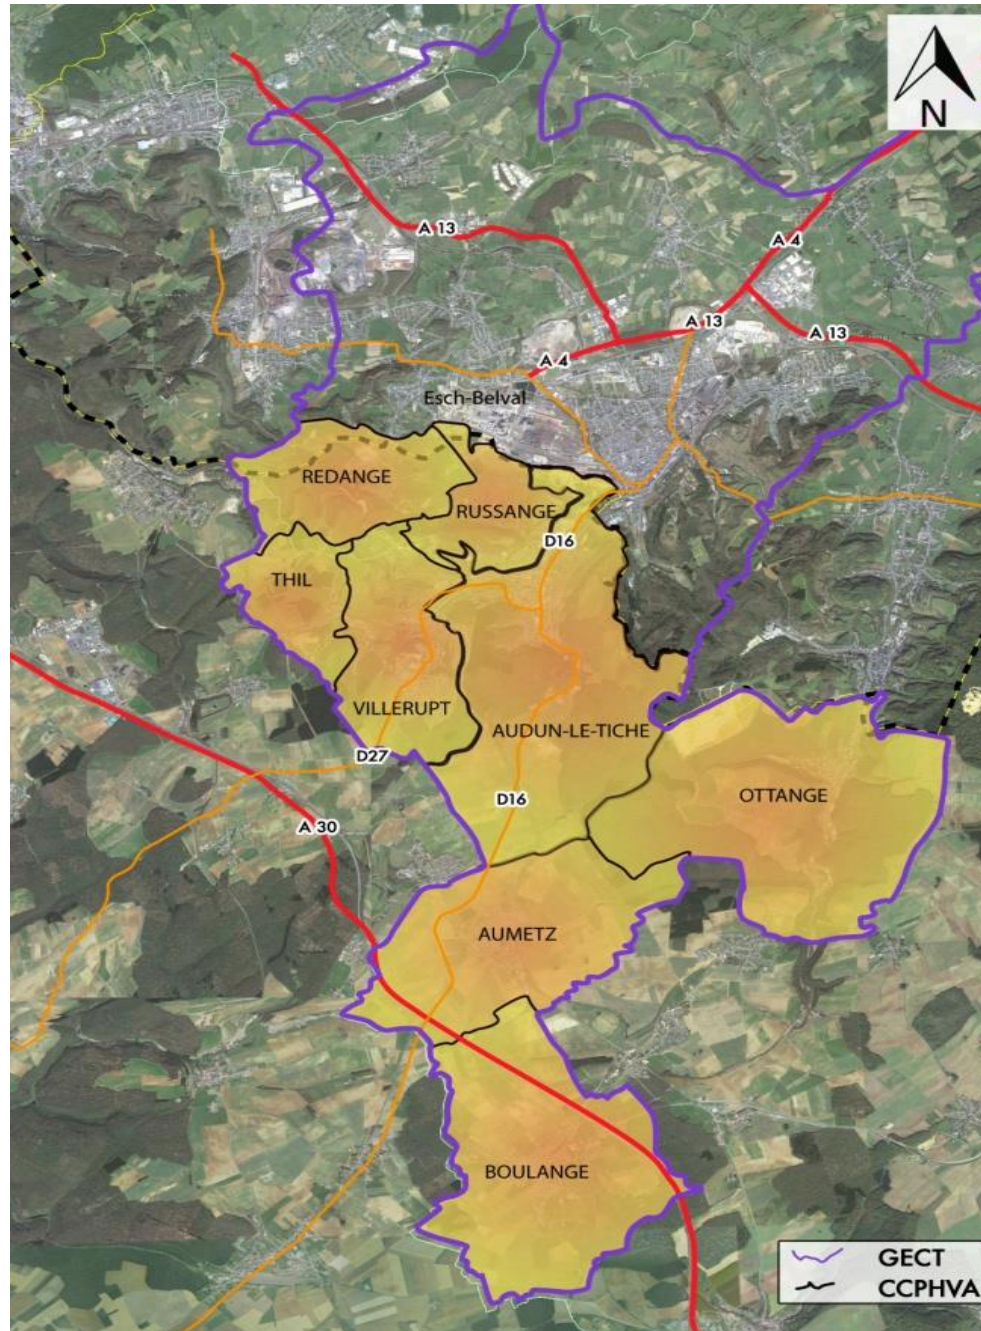 N
A 13
A 4
A 13
A 13
A 4
Esch-Belval
REDANGE
RUSSANGE
D16
THIL
VILLERUPT
AUDUN-LE-TICHE
D27
OTTANGE
D16
A 30
AUMETZ
BOULANGE
GECT
CCPHVA